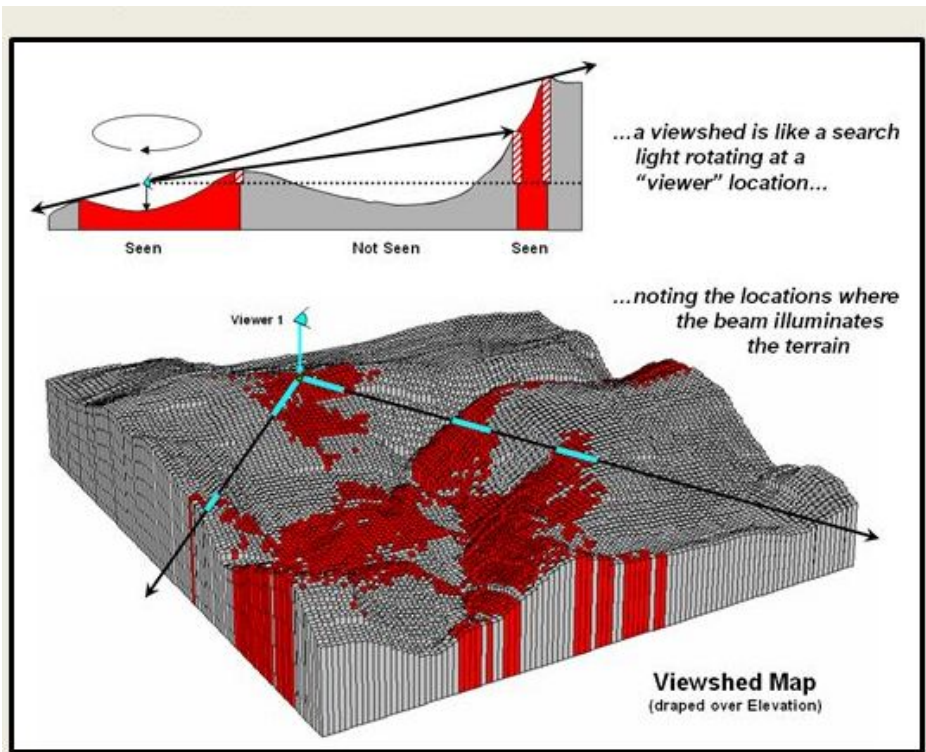 ...a viewshed is like a search
light rotating at a
"viewer" location...
Seen
Not Seen
Seen
...noting the locations where
the beam illuminates
the terrain
Viewer 1
Viewshed Map
(draped over Elevation)